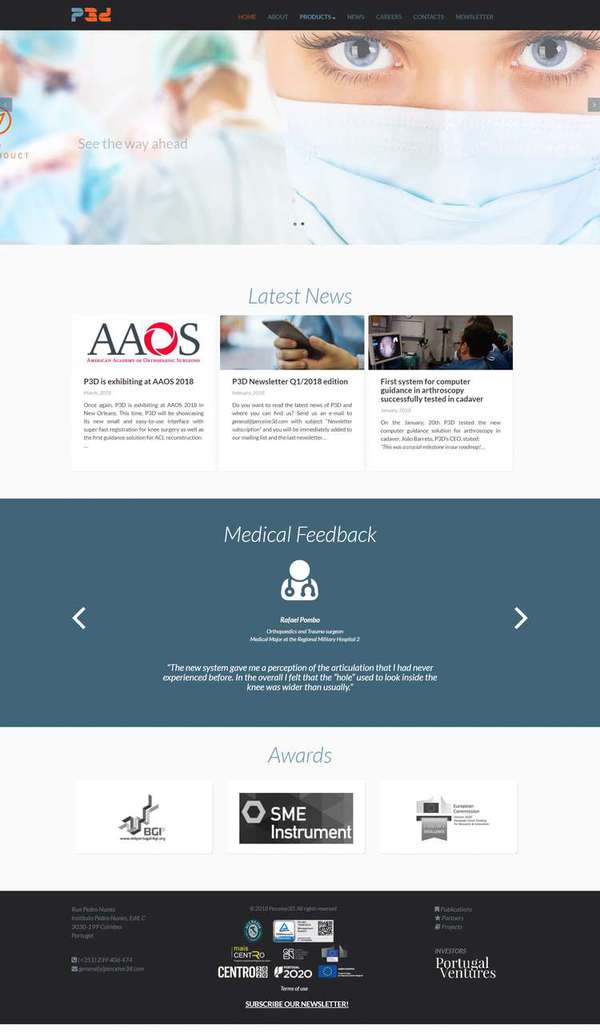 P3d
HOME ABOUT PRODUCTS NEWS CAREERS CONTACTS NEWSLETTER
See the way ahead
Latest News
AAOS
AMERICAN ACADEMY OF ORTHOPAEDIC SURGEONS
P3D is exhibiting at AAOS 2018
March, 2018
Once again, P3D is exhibiting at AAOS 2018 in
New Orleans. This time, P3D will be showcasing
its new small and easy-to-use interface with
super-fast registration for knee surgery as well as
the first guidance solution for ACL reconstruction.
...
P3D Newsletter Q1/2018 edition
February, 2018
Do you want to read the latest news of P3D and
where you can find us? Send us an e-mail to
general@perceive3d.com with subject "Newsletter
subscription" and you will be immediately added to
our mailing list and the last newsletter...
First system for computer
guidance in arthroscopy
successfully tested in cadaver
January, 2018
On the January, 20th P3D tested the new
computer guidance solution for arthroscopy in
cadaver. João Barreto, P3D's CEO, stated:
"This was a crucial milestone in our roadmap!...
Medical Feedback
Rafael Pombo
Orthopaedics and Trauma surgeon
Medical Major at the Regional Military Hospital 2
"The new system gave me a perception of the articulation that I had never
experienced before. In the overall I felt that the "hole" used to look inside the
knee was wider than usually."
Awards
BGI
www.mitportugal-iei.org
SME
Instrument
European
Commission
Rua Pedro Nunes
Instituto Pedro Nunes, Edif. C
3030-199 Coimbra
Portugal
(+351) 239 406 474
general@perceive3d.com
© 2018 Perceive3D. All rights reserved
mais
CENTRO
CENTRO
PORTUGAL
2020
Terms of use
SUBSCRIBE OUR NEWSLETTER!
Publications
Partners
Projects
INVESTORS
Portugal
Ventures